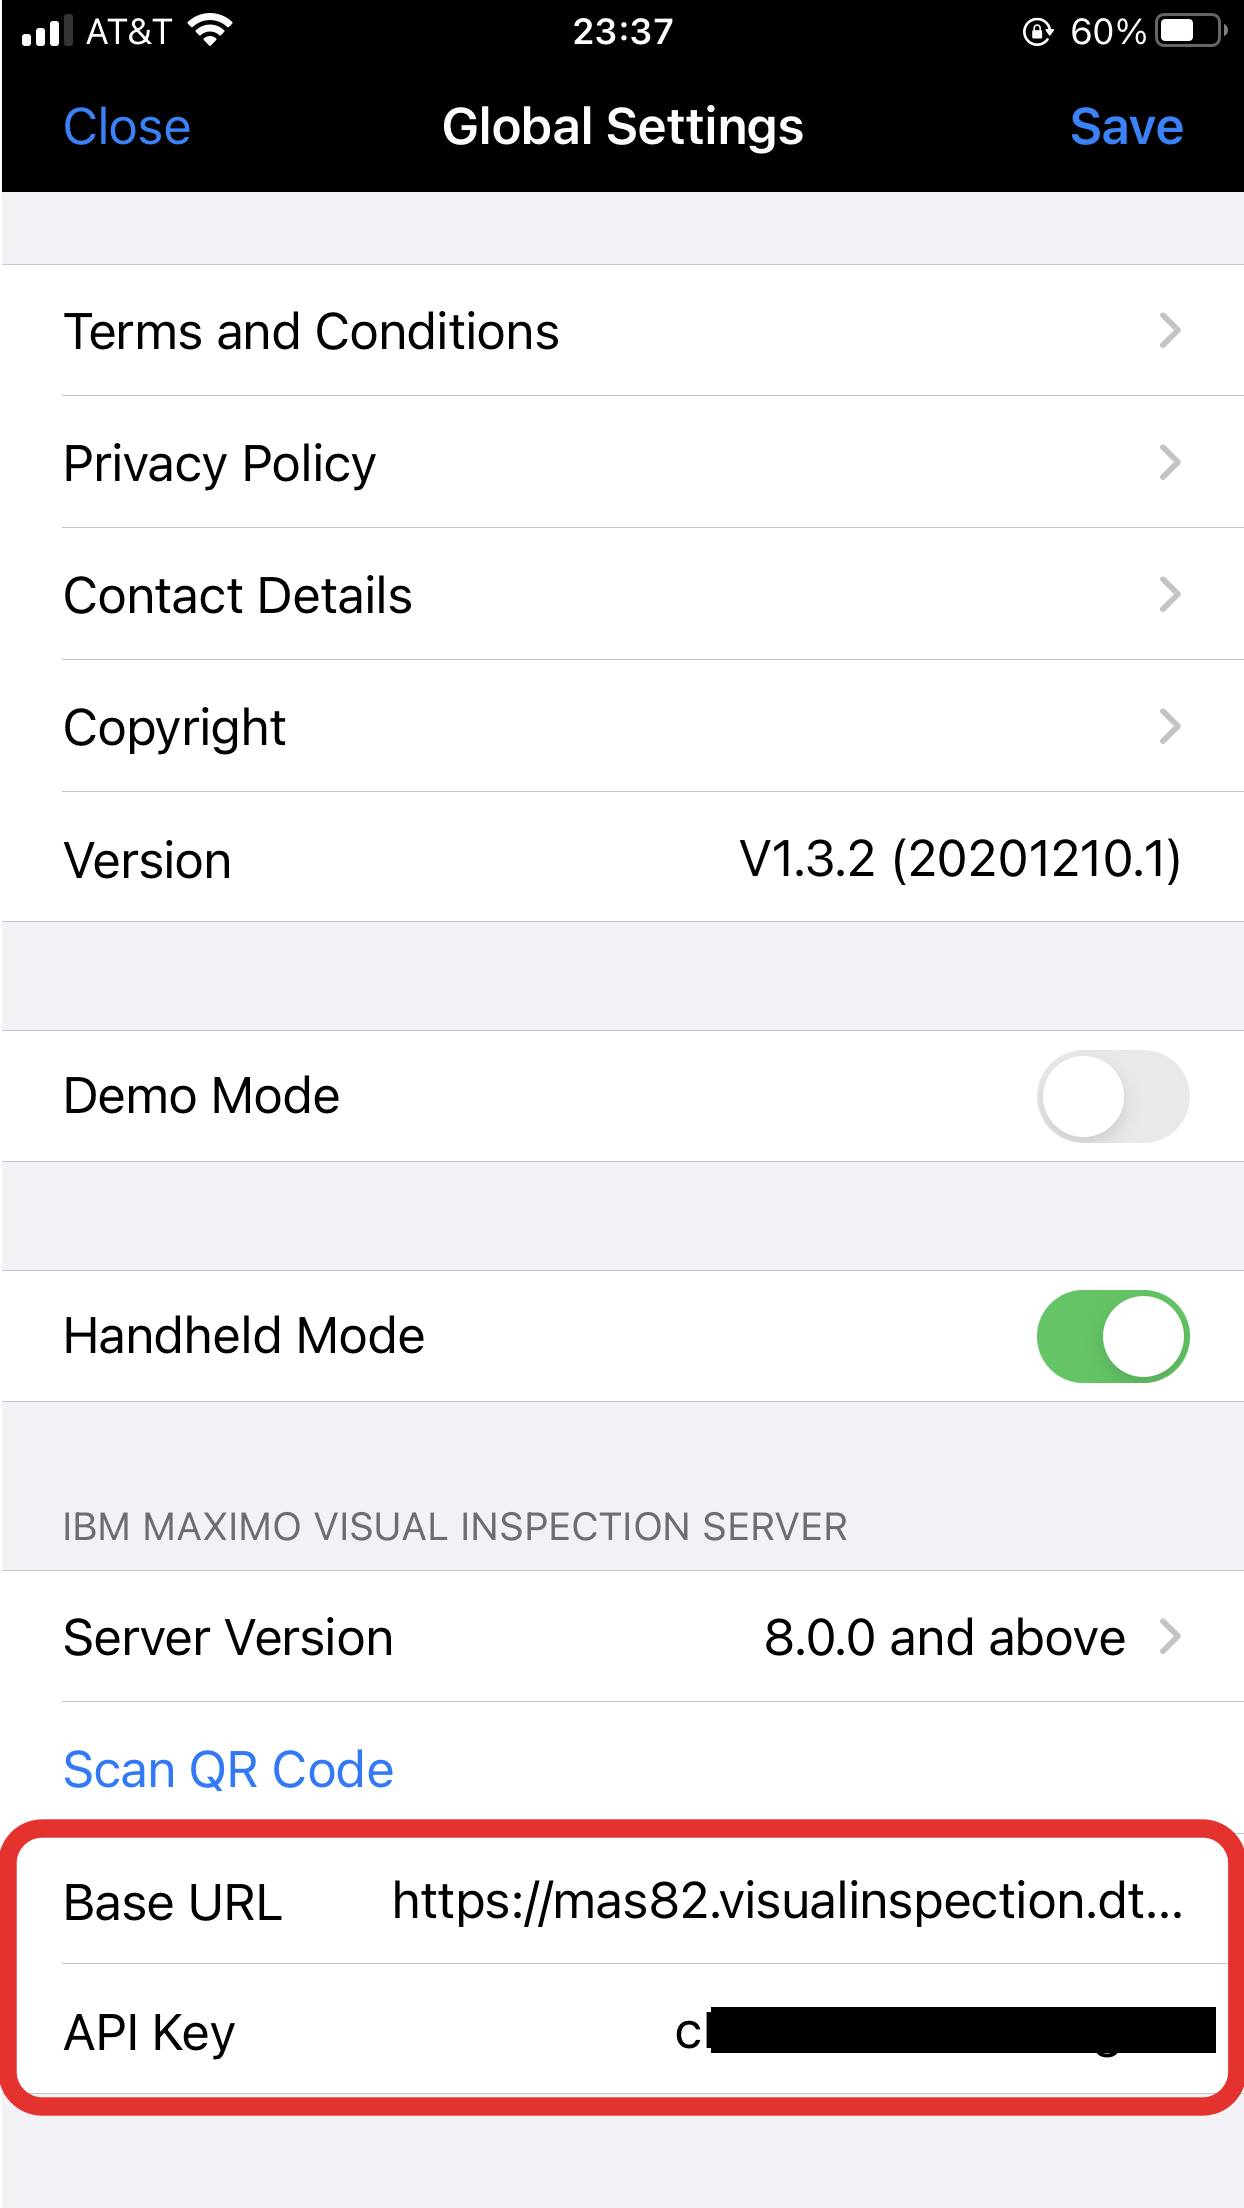 AT&T 23:37 60%
Close Global Settings Save
Terms and Conditions
Privacy Policy
Contact Details
Copyright
Version V1.3.2 (20201210.1)
Demo Mode
Handheld Mode
IBM MAXIMO VISUAL INSPECTION SERVER
Server Version 8.0.0 and above
Scan QR Code
Base URL https://mas82.visualinspection.dt...
API Key